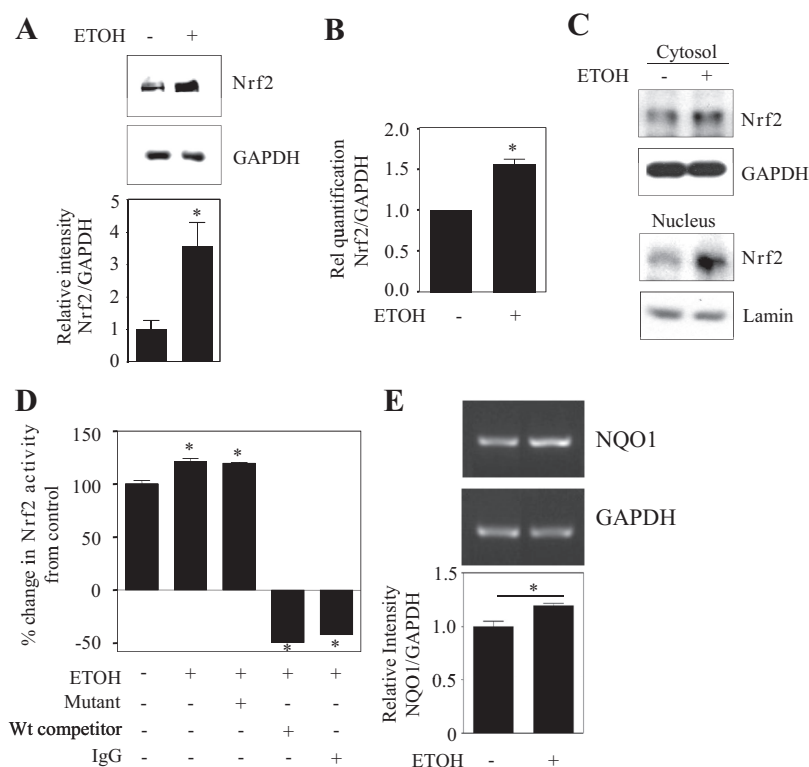 A
ETOH - +
Nrf2
GAPDH
Relative intensity
Nrf2/GAPDH
5
4
3
2
1
0
*
B
Rel quantification
Nrf2/GAPDH
2.0
1.5
1.0
0.5
0.0
*
ETOH - +
C
Cytosol
ETOH - +
Nrf2
GAPDH
Nucleus
Nrf2
Lamin
D
% change in Nrf2 activity
from control
150
100
50
0
-50
* * * *
ETOH - + + + +
Mutant - - + - -
Wt competitor - - - + -
IgG - - - - +
E
NQO1
GAPDH
Relative Intensity
NQO1/GAPDH
1.5
1.0
0.5
0
*
ETOH - +